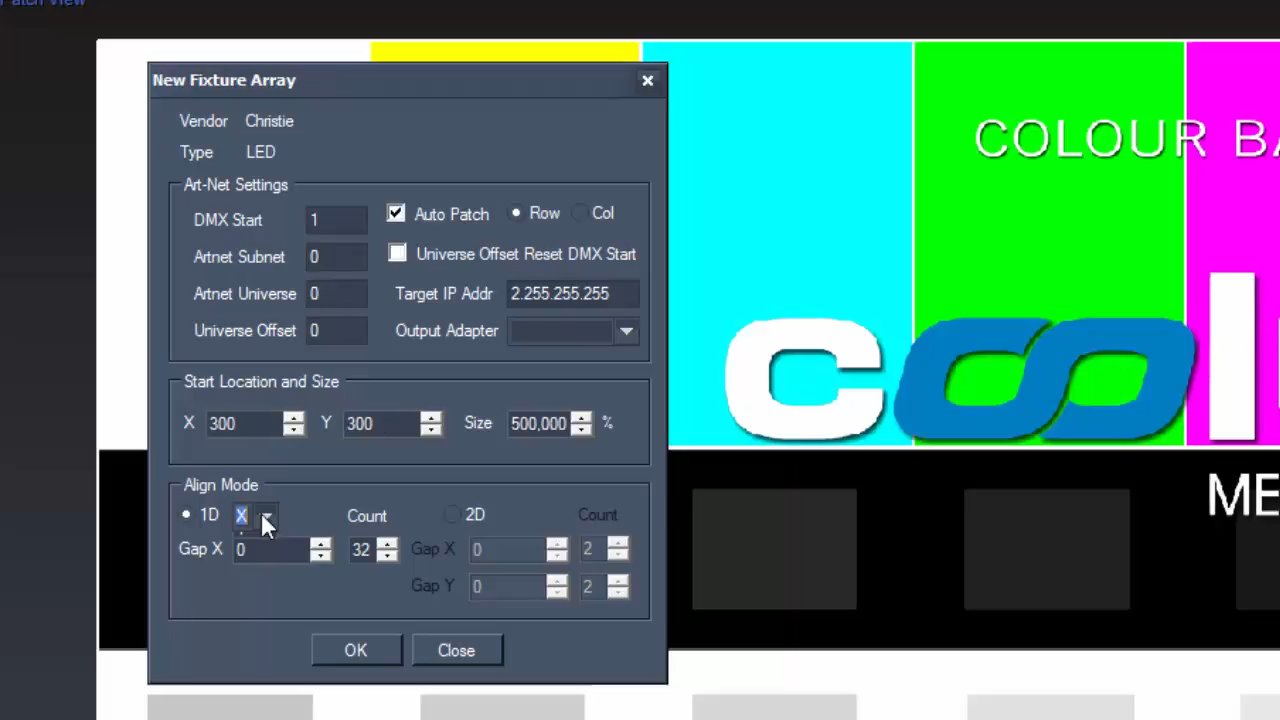 Patch View
New Fixture Array
Vendor Christie
Type LED
Art-Net Settings
DMX Start 1 Auto Patch Row Col
Artnet Subnet 0 Universe Offset Reset DMX Start
Artnet Universe 0 Target IP Addr 2.255.255.255
Universe Offset 0 Output Adapter
Start Location and Size
X 300 Y 300 Size 500,000 %
Align Mode
1D X Count 2D Count
Gap X 0 32 Gap X 0 2
Gap Y 0 2
OK Close
COLOUR BA
cool
ME